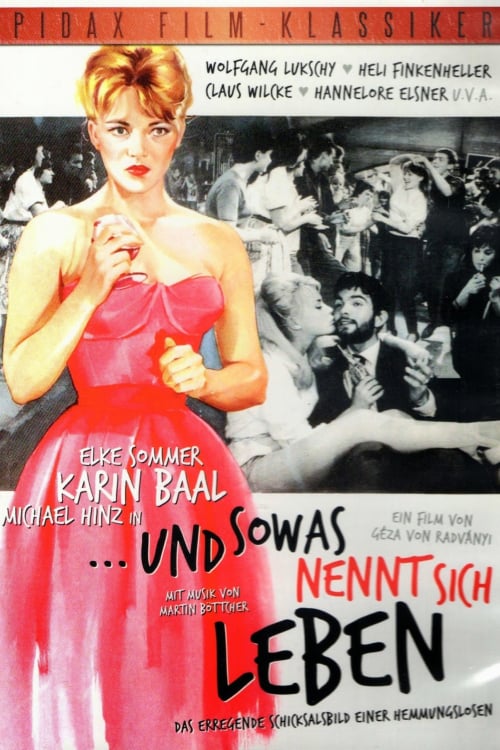 PIDAX FILM-KLASSIKER
WOLFGANG LUKSCHY ♥ HELI FINKENZELLER
CLAUS WILCKE ♥ HANNELORE ELSNER U.V.A.
ELKE SOMMER
KARIN BAAL
MICHAEL HINZ IN
EIN FILM VON
GÉZA VON RADVÁNYI
... UND SOWAS
NENNT SICH
LEBEN
MIT MUSIK VON
MARTIN BÖTTCHER
DAS ERREGENDE SCHICKSALSBILD EINER HEMMUNGSLOSEN